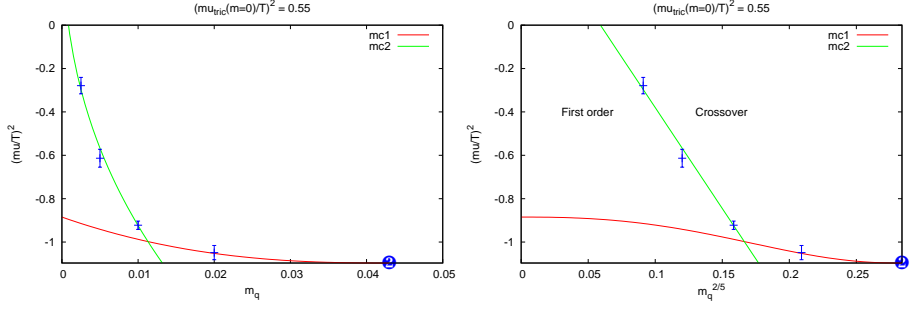 (mu_tric(m=0)/T)^2 = 0.55
0
-0.2
-0.4
-0.6
-0.8
-1
(mu/T)^2
mc1
mc2
0
0.01
0.02
0.03
0.04
0.05
m_q
(mu_tric(m=0)/T)^2 = 0.55
0
-0.2
-0.4
-0.6
-0.8
-1
(mu/T)^2
mc1
mc2
First order
Crossover
0
0.05
0.1
0.15
0.2
0.25
m_q^2/5